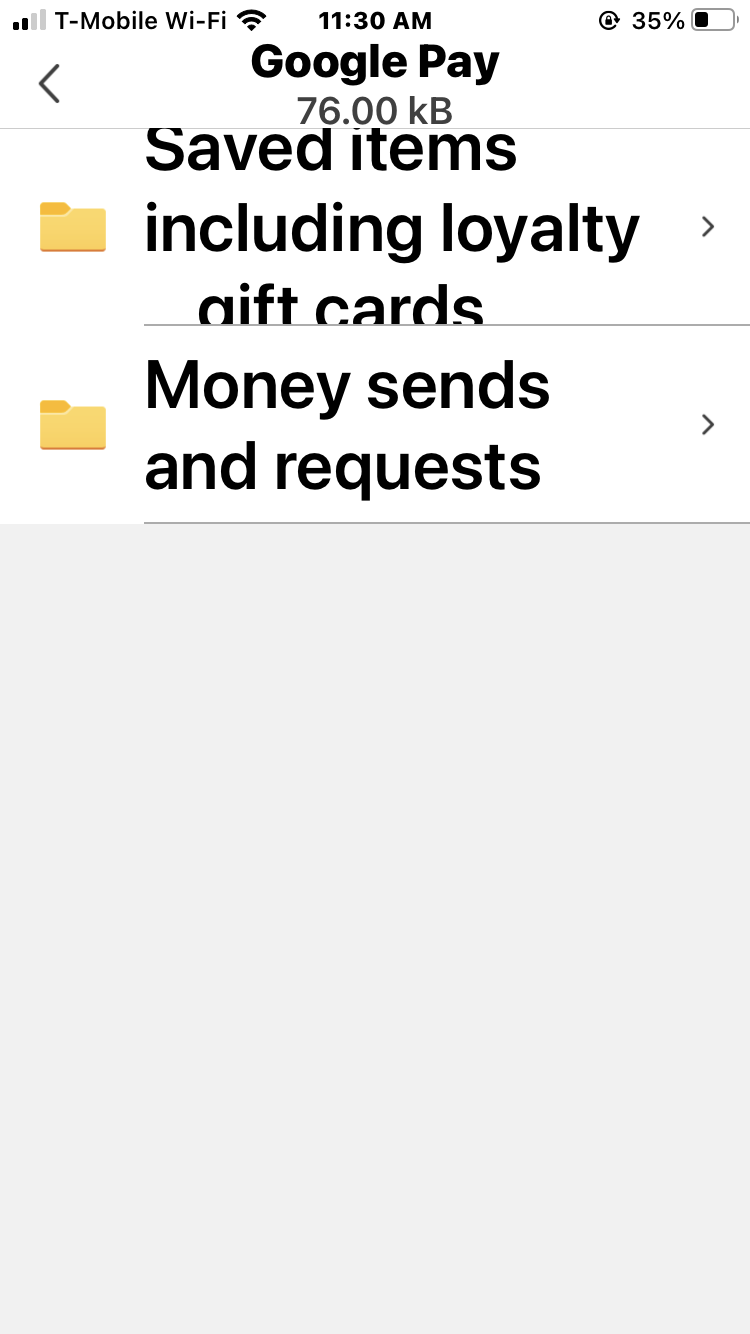 T-Mobile Wi-Fi 11:30 AM 35%
Google Pay
76.00 kB
Saved items
including loyalty
gift cards
Money sends
and requests